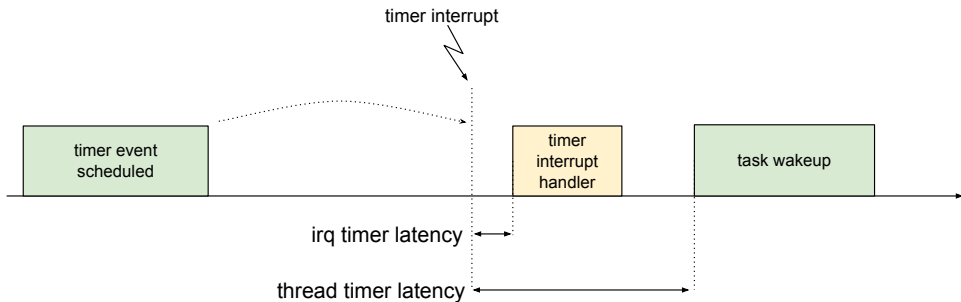 timer interrupt
timer event
scheduled
timer
interrupt
handler
task wakeup
irq timer latency
thread timer latency